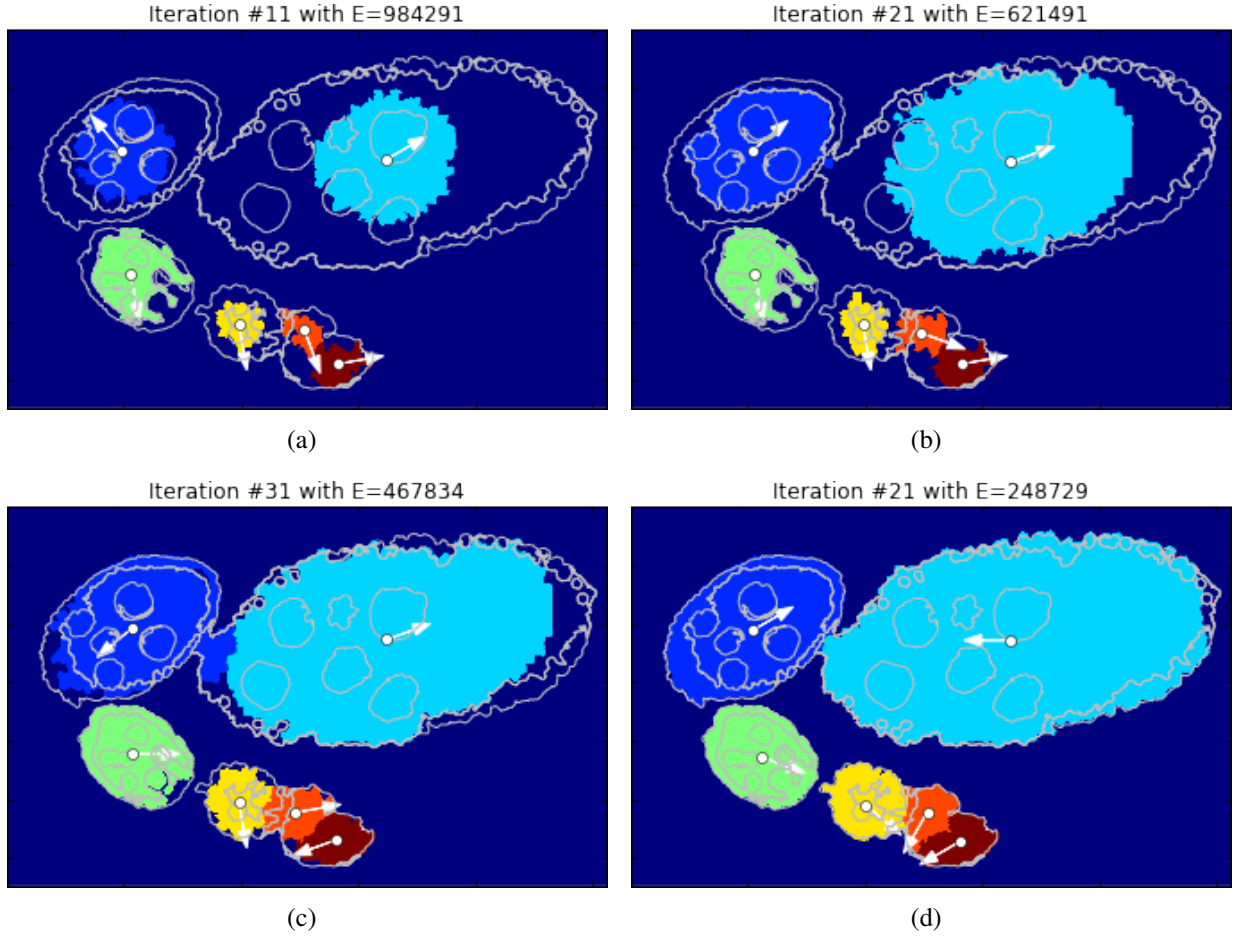 Iteration #11 with E=984291
Iteration #21 with E=621491
(a)
(b)
Iteration #31 with E=467834
Iteration #21 with E=248729
(c)
(d)